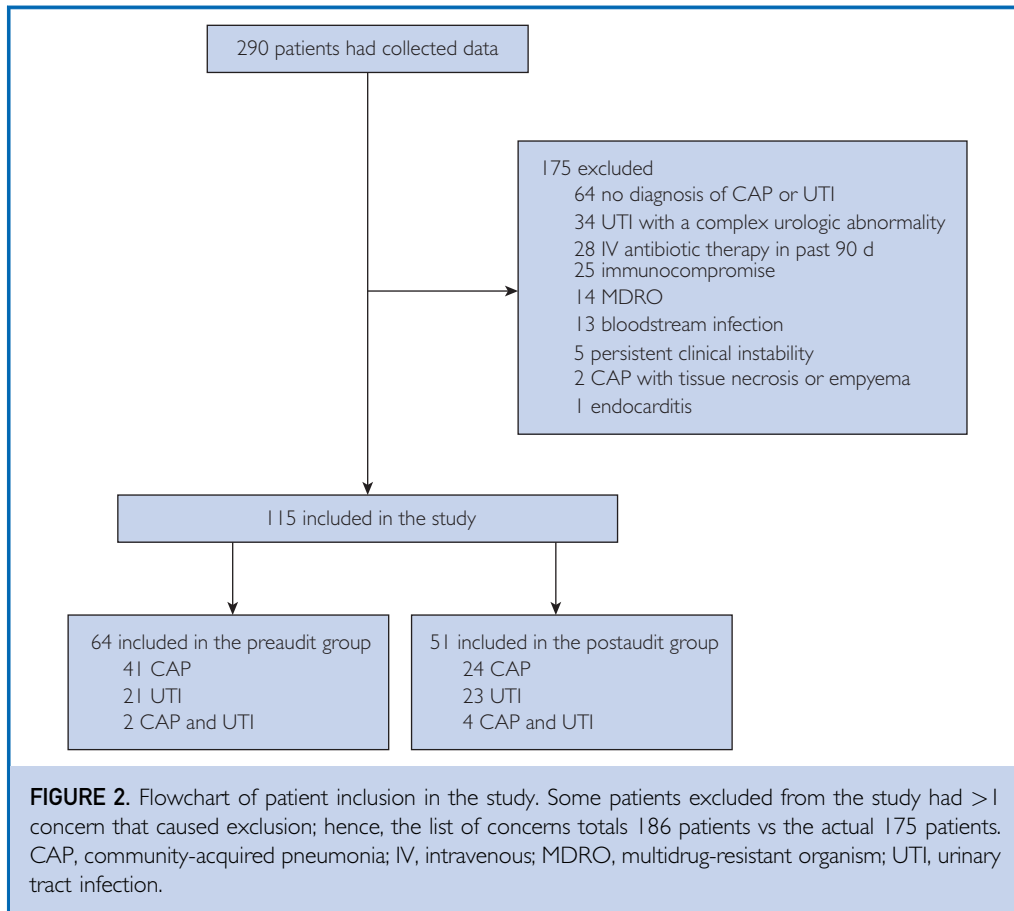 290 patients had collected data
175 excluded
64 no diagnosis of CAP or UTI
34 UTI with a complex urologic abnormality
28 IV antibiotic therapy in past 90 d
25 immunocompromise
14 MDRO
13 bloodstream infection
5 persistent clinical instability
2 CAP with tissue necrosis or empyema
1 endocarditis
115 included in the study
64 included in the preaudit group
41 CAP
21 UTI
2 CAP and UTI
51 included in the postaudit group
24 CAP
23 UTI
4 CAP and UTI
FIGURE 2. Flowchart of patient inclusion in the study. Some patients excluded from the study had >1
concern that caused exclusion; hence, the list of concerns totals 186 patients vs the actual 175 patients.
CAP, community-acquired pneumonia; IV, intravenous; MDRO, multidrug-resistant organism; UTI, urinary
tract infection.